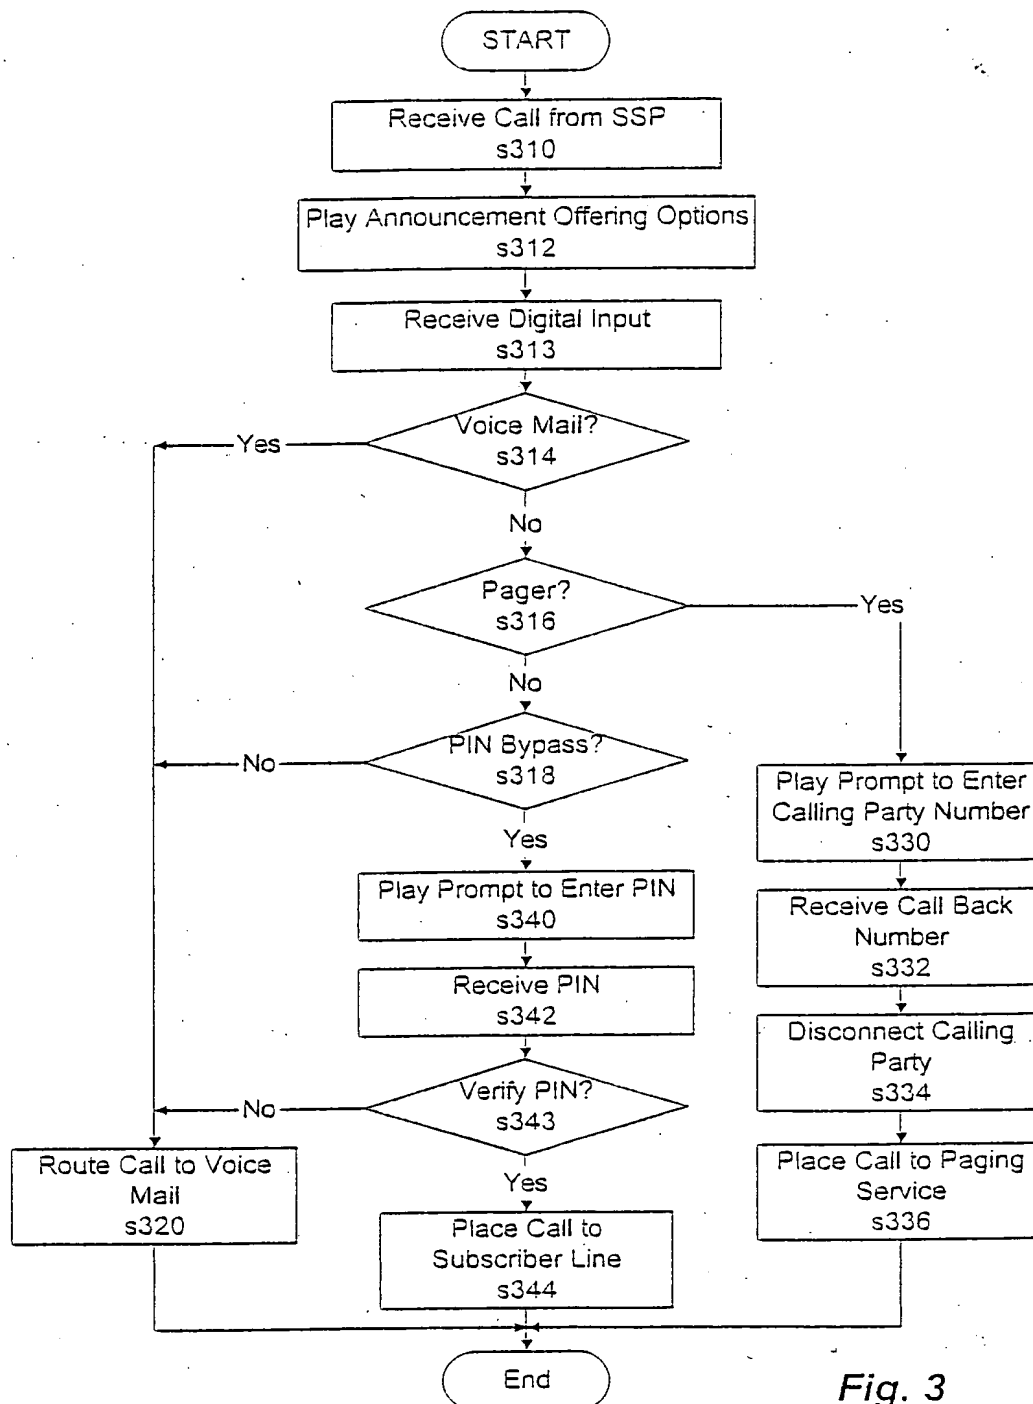 START
Receive Call from SSP
s310
Play Announcement Offering Options
s312
Receive Digital Input
s313
Voice Mail?
s314
Yes
No
Pager?
s316
Yes
No
PIN Bypass?
s318
No
Yes
Play Prompt to Enter
Calling Party Number
s330
Play Prompt to Enter PIN
s340
Receive Call Back
Number
s332
Receive PIN
s342
Disconnect Calling
Party
s334
Verify PIN?
s343
No
Yes
Route Call to Voice
Mail
s320
Place Call to Paging
Service
s336
Place Call to
Subscriber Line
s344
End
Fig. 3